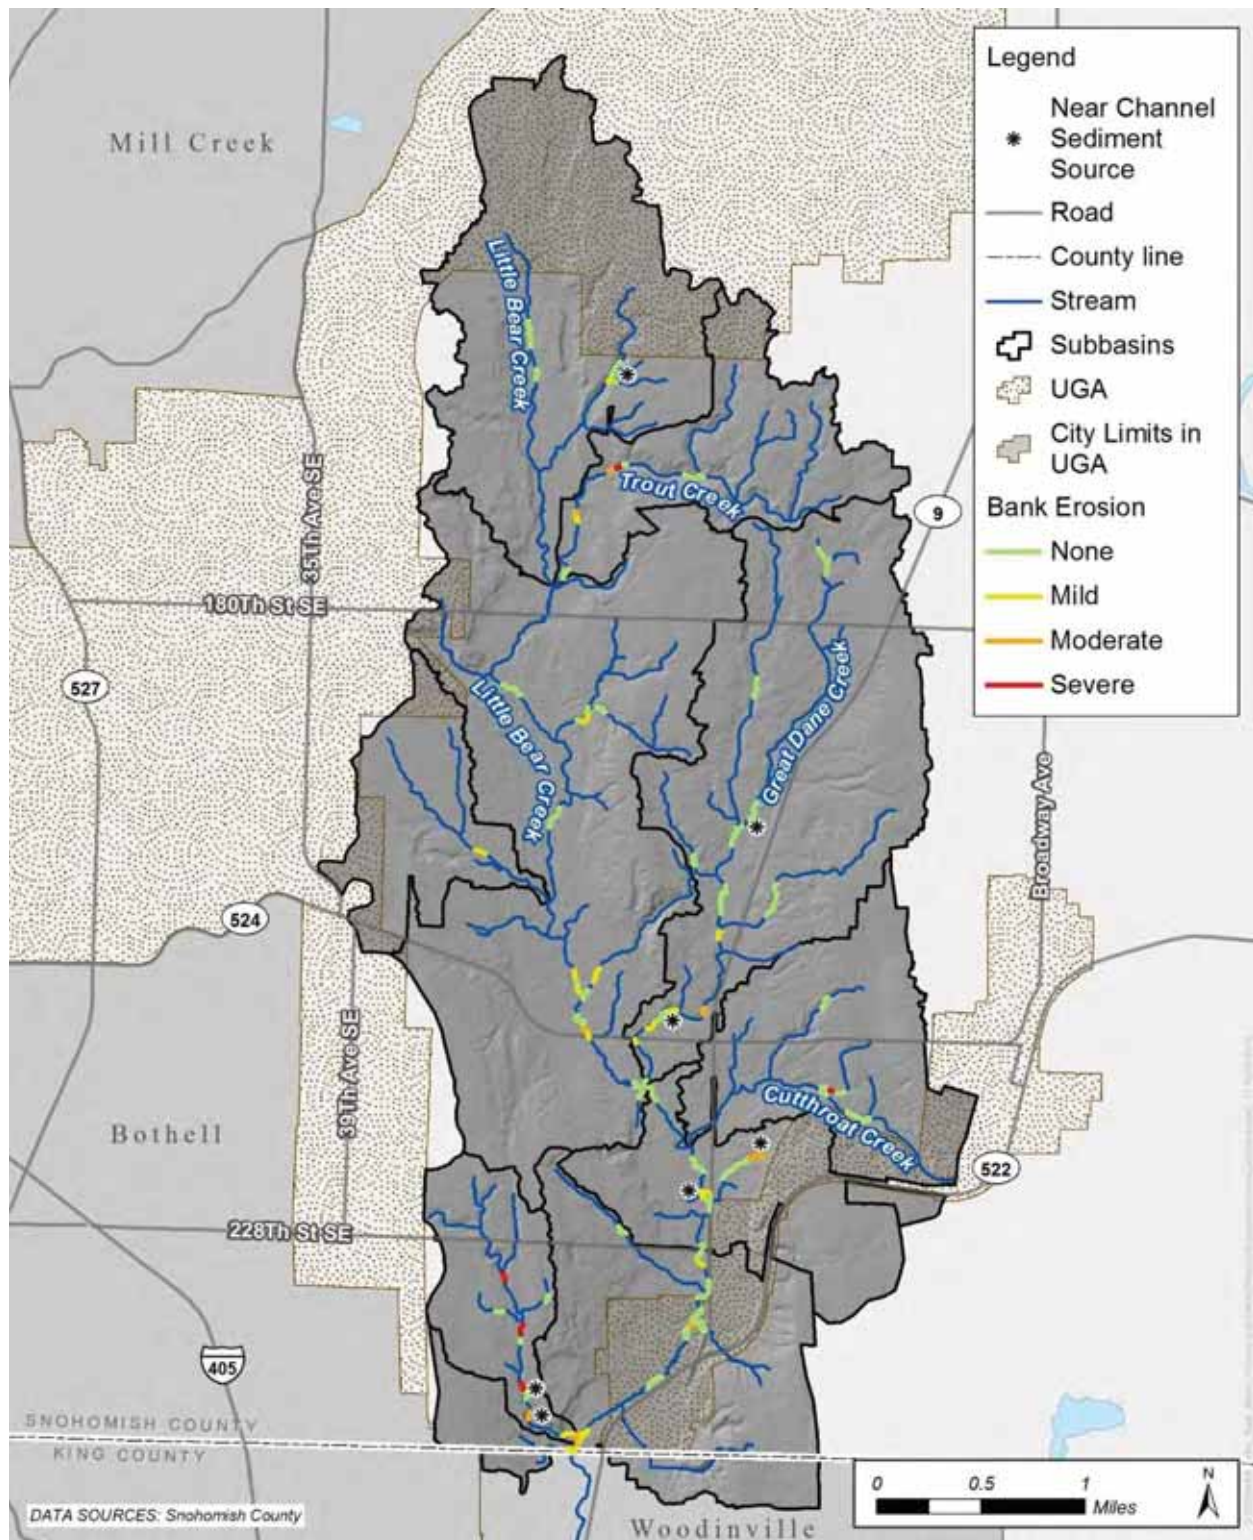 Mill Creek
Legend
Near Channel
Sediment
Source
Road
County line
Stream
Subbasins
UGA
City Limits in
UGA
Bank Erosion
None
Mild
Moderate
Severe
Little Bear Creek
Trout Creek
9
35Th Ave SE
180Th St SE
527
Little Bear Creek
Great Dane Creek
Broadway Ave
524
39Th Ave SE
Cutthroat Creek
Bothell
522
228Th St SE
405
SNOHOMISH COUNTY
KING COUNTY
0 0.5 1
Miles
N
DATA SOURCES: Snohomish County
Woodinville